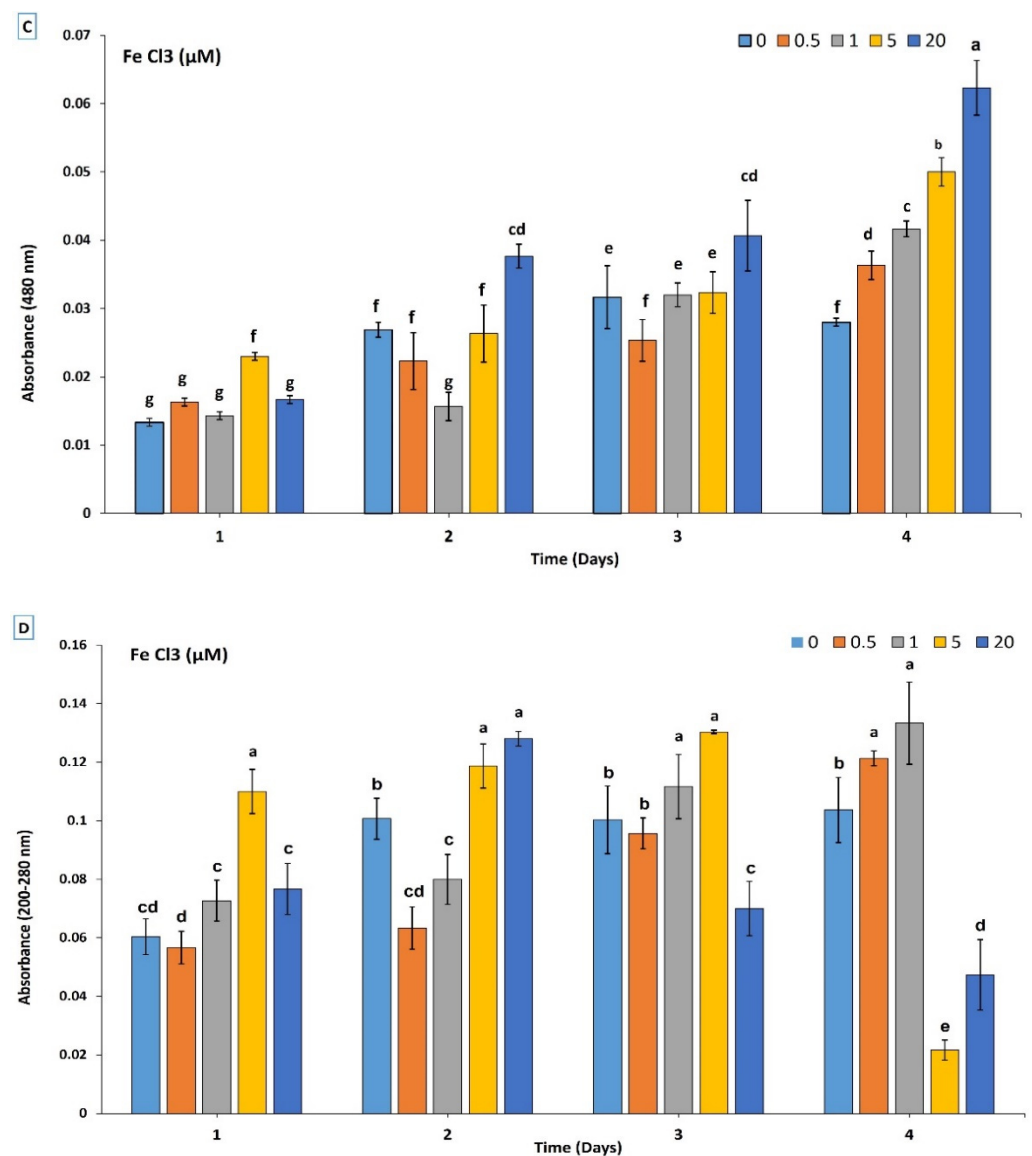 C
Fe Cl3 (µM)
0 0.5 1 5 20
Absorbance (480 nm)
0.07
0.06
0.05
0.04
0.03
0.02
0.01
0
g g g f g
f f g f cd
e f e e cd
f d c b a
1 2 3 4
Time (Days)
D
Fe Cl3 (µM)
0 0.5 1 5 20
Absorbance (200-280 nm)
0.16
0.14
0.12
0.1
0.08
0.06
0.04
0.02
0
cd d c a c
b cd c a a
b b a a c
b a a e d
1 2 3 4
Time (Days)